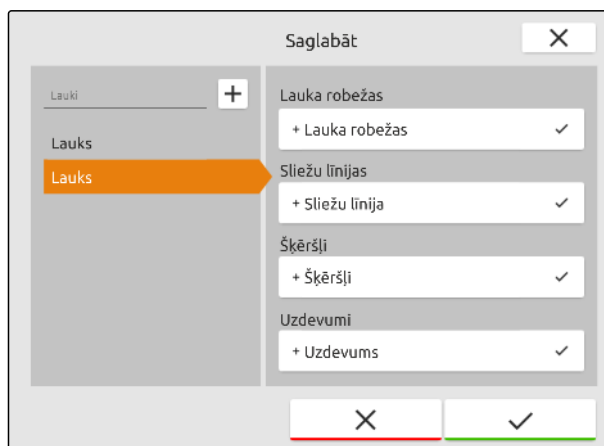 Saglabāt
Lauki
Lauks
Lauks
Lauka robežas
+ Lauka robežas
Sliežu līnijas
+ Sliežu līnija
Šķēršļi
+ Šķēršļi
Uzdevumi
+ Uzdevums